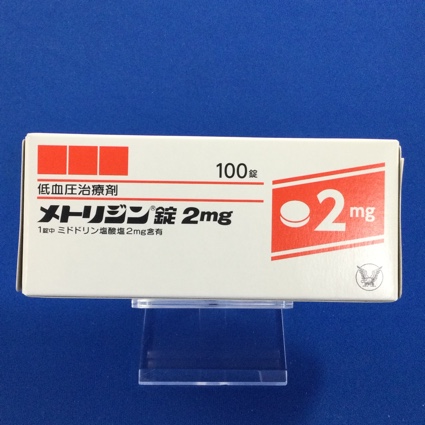 100錠
低血圧治療剤
メトリジン®錠 2mg
1錠中 ミドドリン塩酸塩2mg含有
2mg